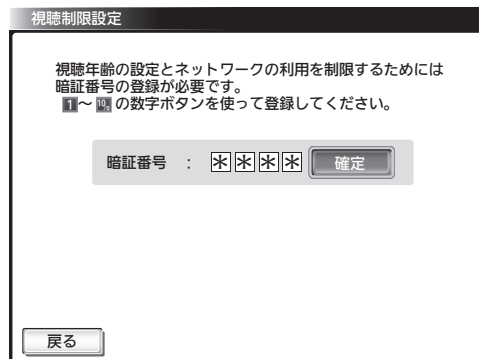 視聴制限設定
視聴年齢の設定とネットワークの利用を制限するためには
暗証番号の登録が必要です。
1～10 の数字ボタンを使って登録してください。
暗証番号 ： ＊＊＊＊ 確定
戻る